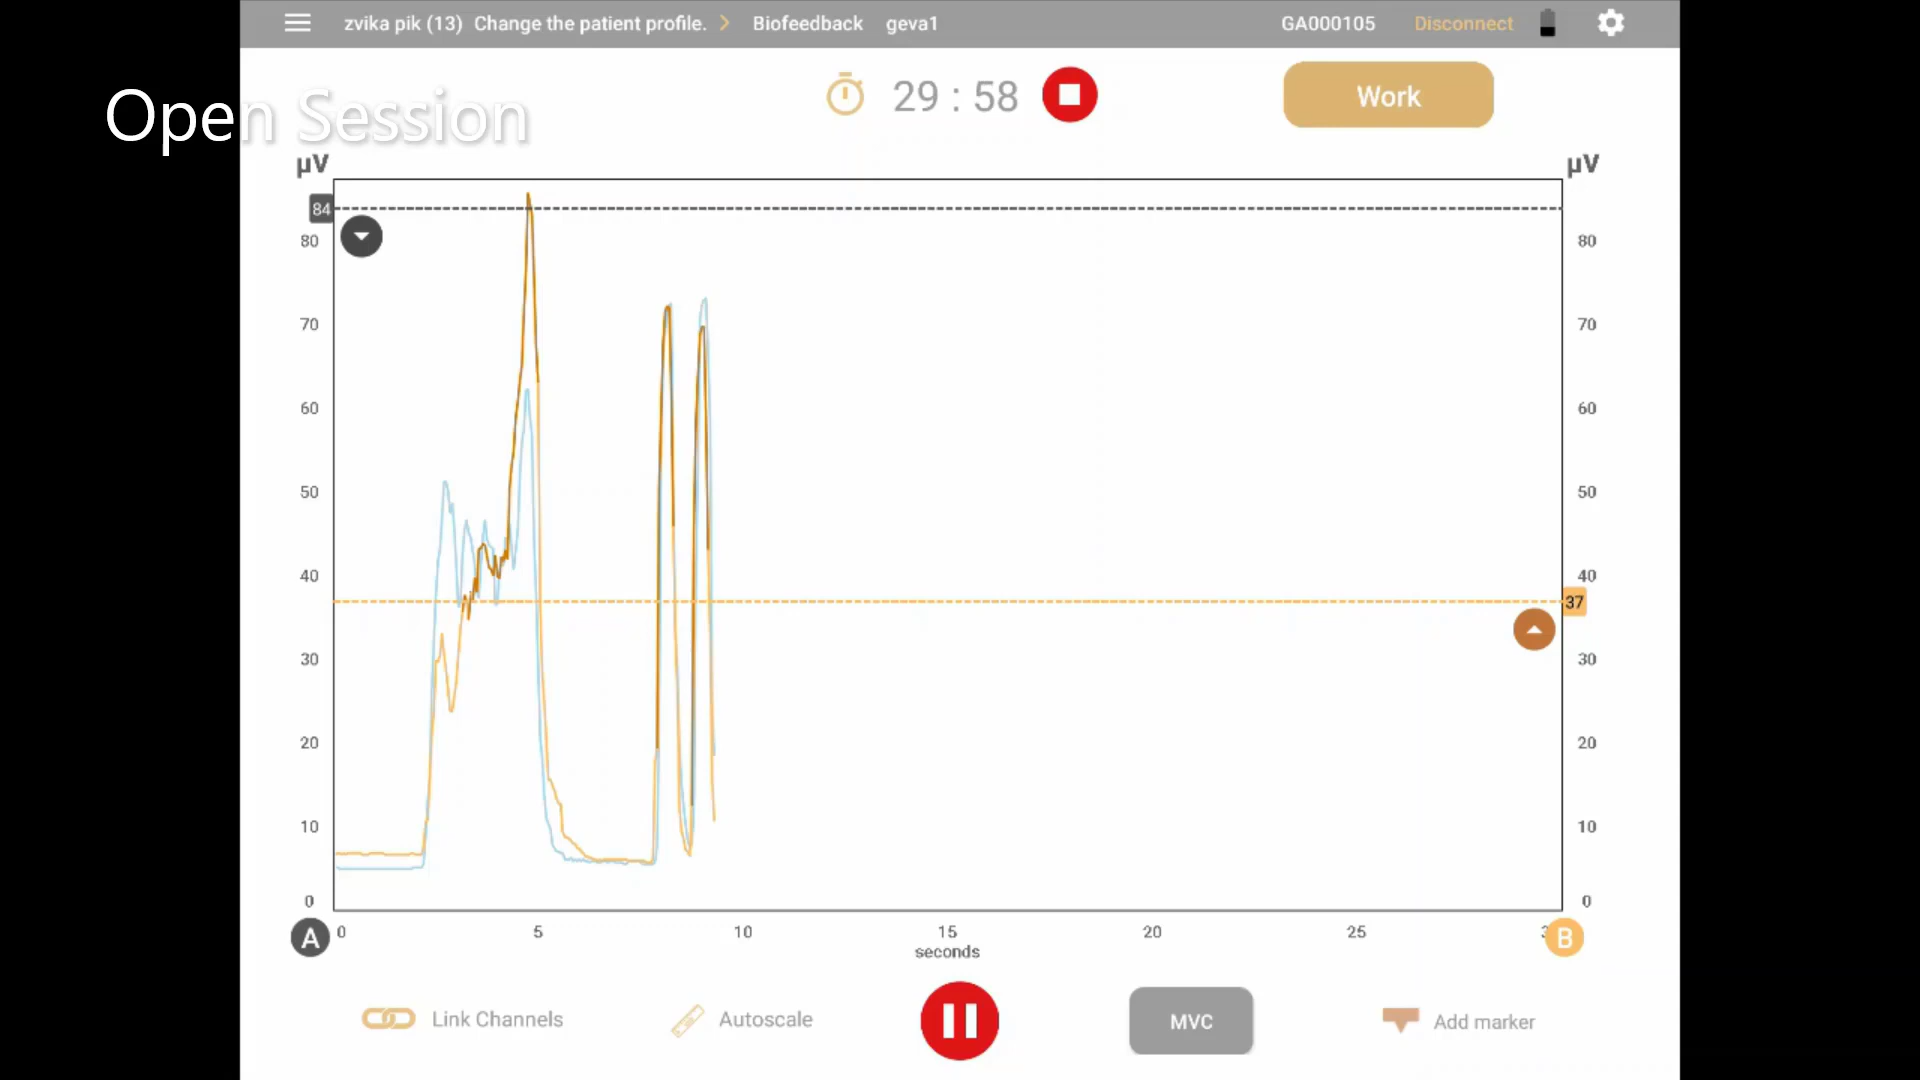 zvika pik (13) Change the patient profile. Biofeedback geva1 GA000105 Disconnect
Open Session
29 : 58
Work
µV
µV
84
80
70
60
50
40
30
20
10
0
80
70
60
50
40
37
30
20
10
0
A
0
5
10
15
20
25
B
seconds
Link Channels
Autoscale
MVC
Add marker